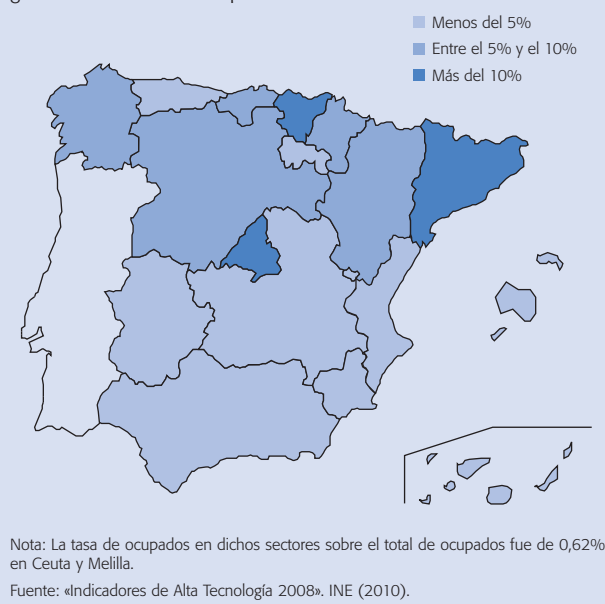 Menos del 5%
Entre el 5% y el 10%
Más del 10%
Nota: La tasa de ocupados en dichos sectores sobre el total de ocupados fue de 0,62%
en Ceuta y Melilla.
Fuente: «Indicadores de Alta Tecnología 2008». INE (2010).